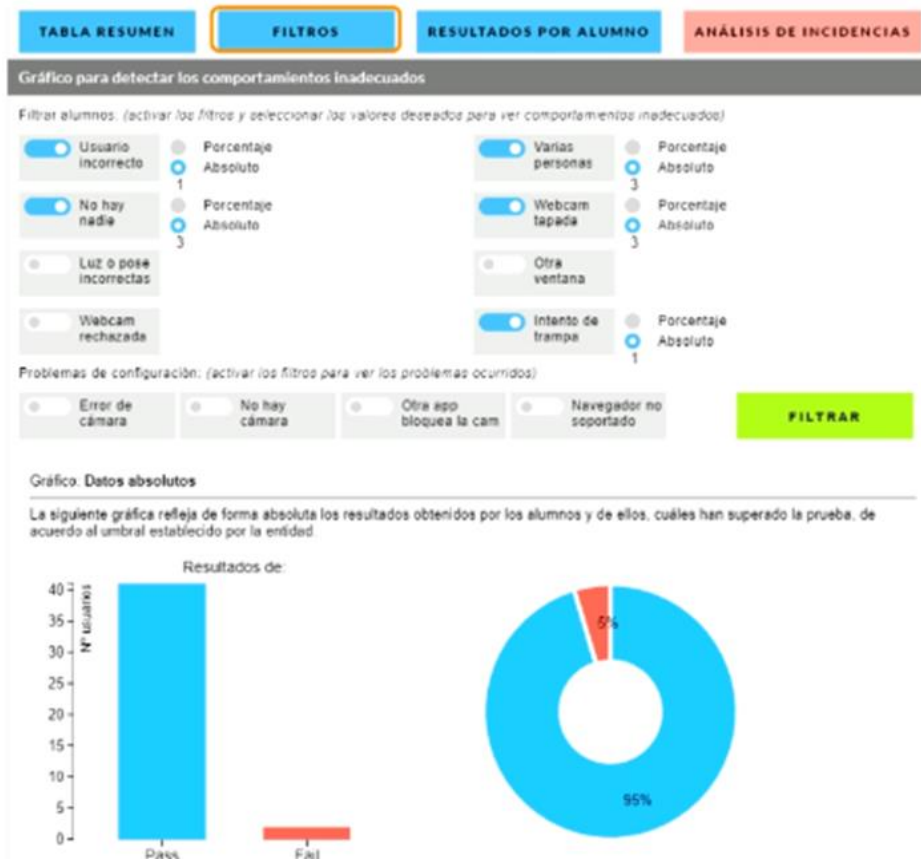 TABLA RESUMEN
FILTROS
RESULTADOS POR ALUMNO
ANÁLISIS DE INCIDENCIAS
Gráfico para detectar los comportamientos inadecuados
Filtrar alumnos: (activar los filtros y seleccionar los valores deseados para ver comportamientos inadecuados)
Usuario
incorrecto
Porcentaje
Absoluto
1
Varias
personas
Porcentaje
Absoluto
3
No hay
nadie
Porcentaje
Absoluto
3
Webcam
tapada
Porcentaje
Absoluto
3
Luz o pose
incorrectas
Otra
ventana
Webcam
rechazada
Intento de
trampa
Porcentaje
Absoluto
1
Problemas de configuración: (activar los filtros para ver los problemas ocurridos)
Error de
cámara
No hay
cámara
Otra app
bloquea la cam
Navegador no
soportado
FILTRAR
Gráfico: Datos absolutos
La siguiente gráfica refleja de forma absoluta los resultados obtenidos por los alumnos y de ellos, cuáles han superado la prueba, de
acuerdo al umbral establecido por la entidad.
Resultados de:
Nº usuarios
40
35
30
25
20
15
10
5
0
Pass
Fail
5%
95%